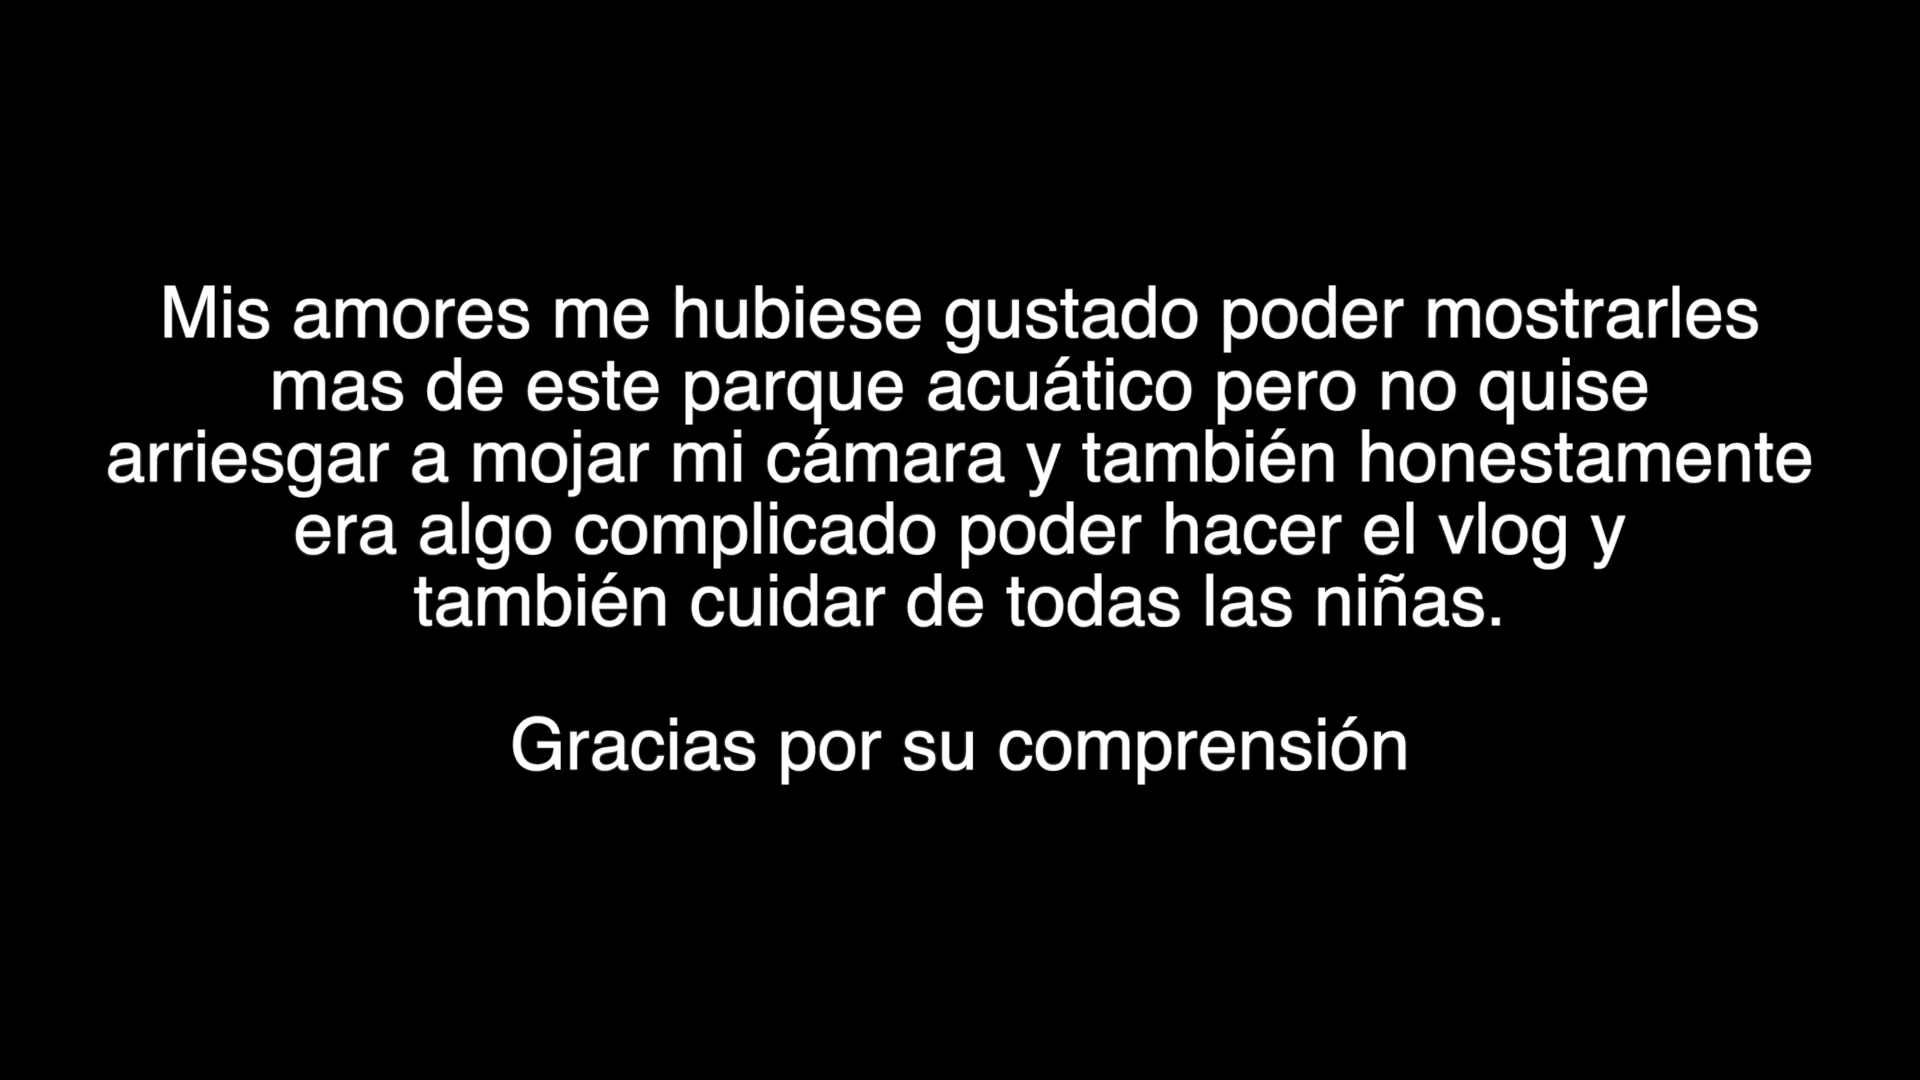 Mis amores me hubiese gustado poder mostrarles
mas de este parque acuático pero no quise
arriesgar a mojar mi cámara y también honestamente
era algo complicado poder hacer el vlog y
también cuidar de todas las niñas.
Gracias por su comprensión